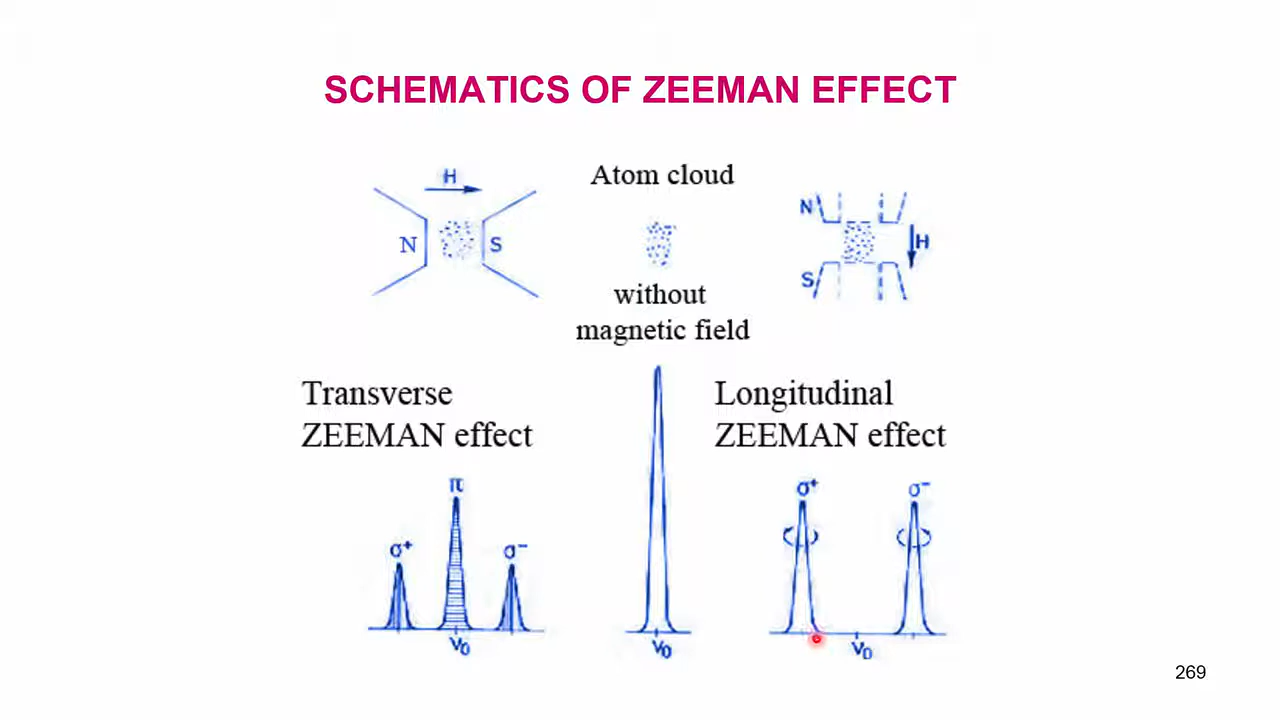 SCHEMATICS OF ZEEMAN EFFECT
H
N
S
Atom cloud
without
magnetic field
N
H
S
Transverse
ZEEMAN effect
Longitudinal
ZEEMAN effect
σ⁺
π
σ⁻
ν₀
ν₀
σ⁺
σ⁻
ν₀
269